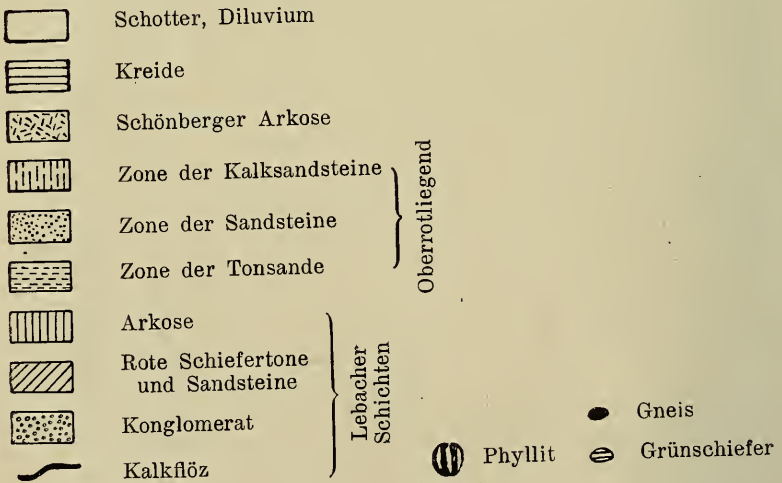 Schotter, Diluvium
Kreide
Schönberger Arkose
Zone der Kalksandsteine
Zone der Sandsteine
Zone der Tonsande
Oberrotliegend
Arkose
Rote Schiefertone
und Sandsteine
Konglomerat
Kalkflöz
Lebacher
Schichten
Gneis
Phyllit
Grünschiefer